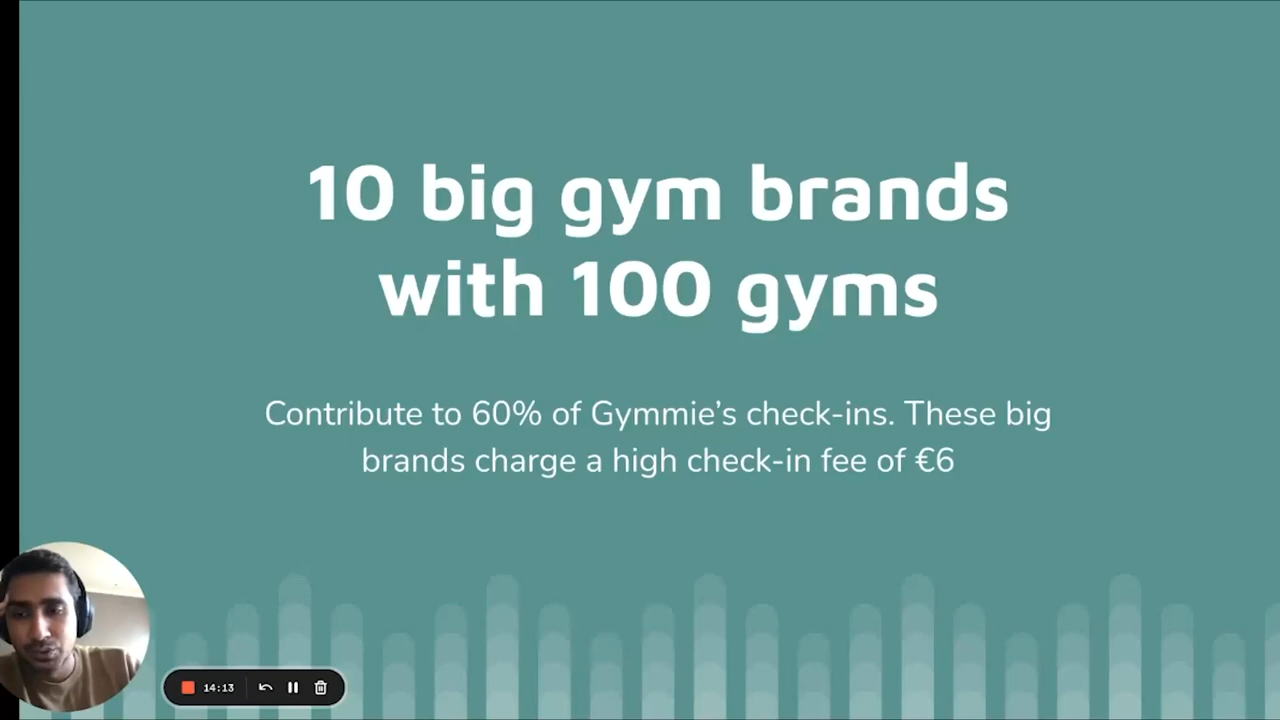 10 big gym brands
with 100 gyms
Contribute to 60% of Gymmie’s check-ins. These big
brands charge a high check-in fee of €6
14:13